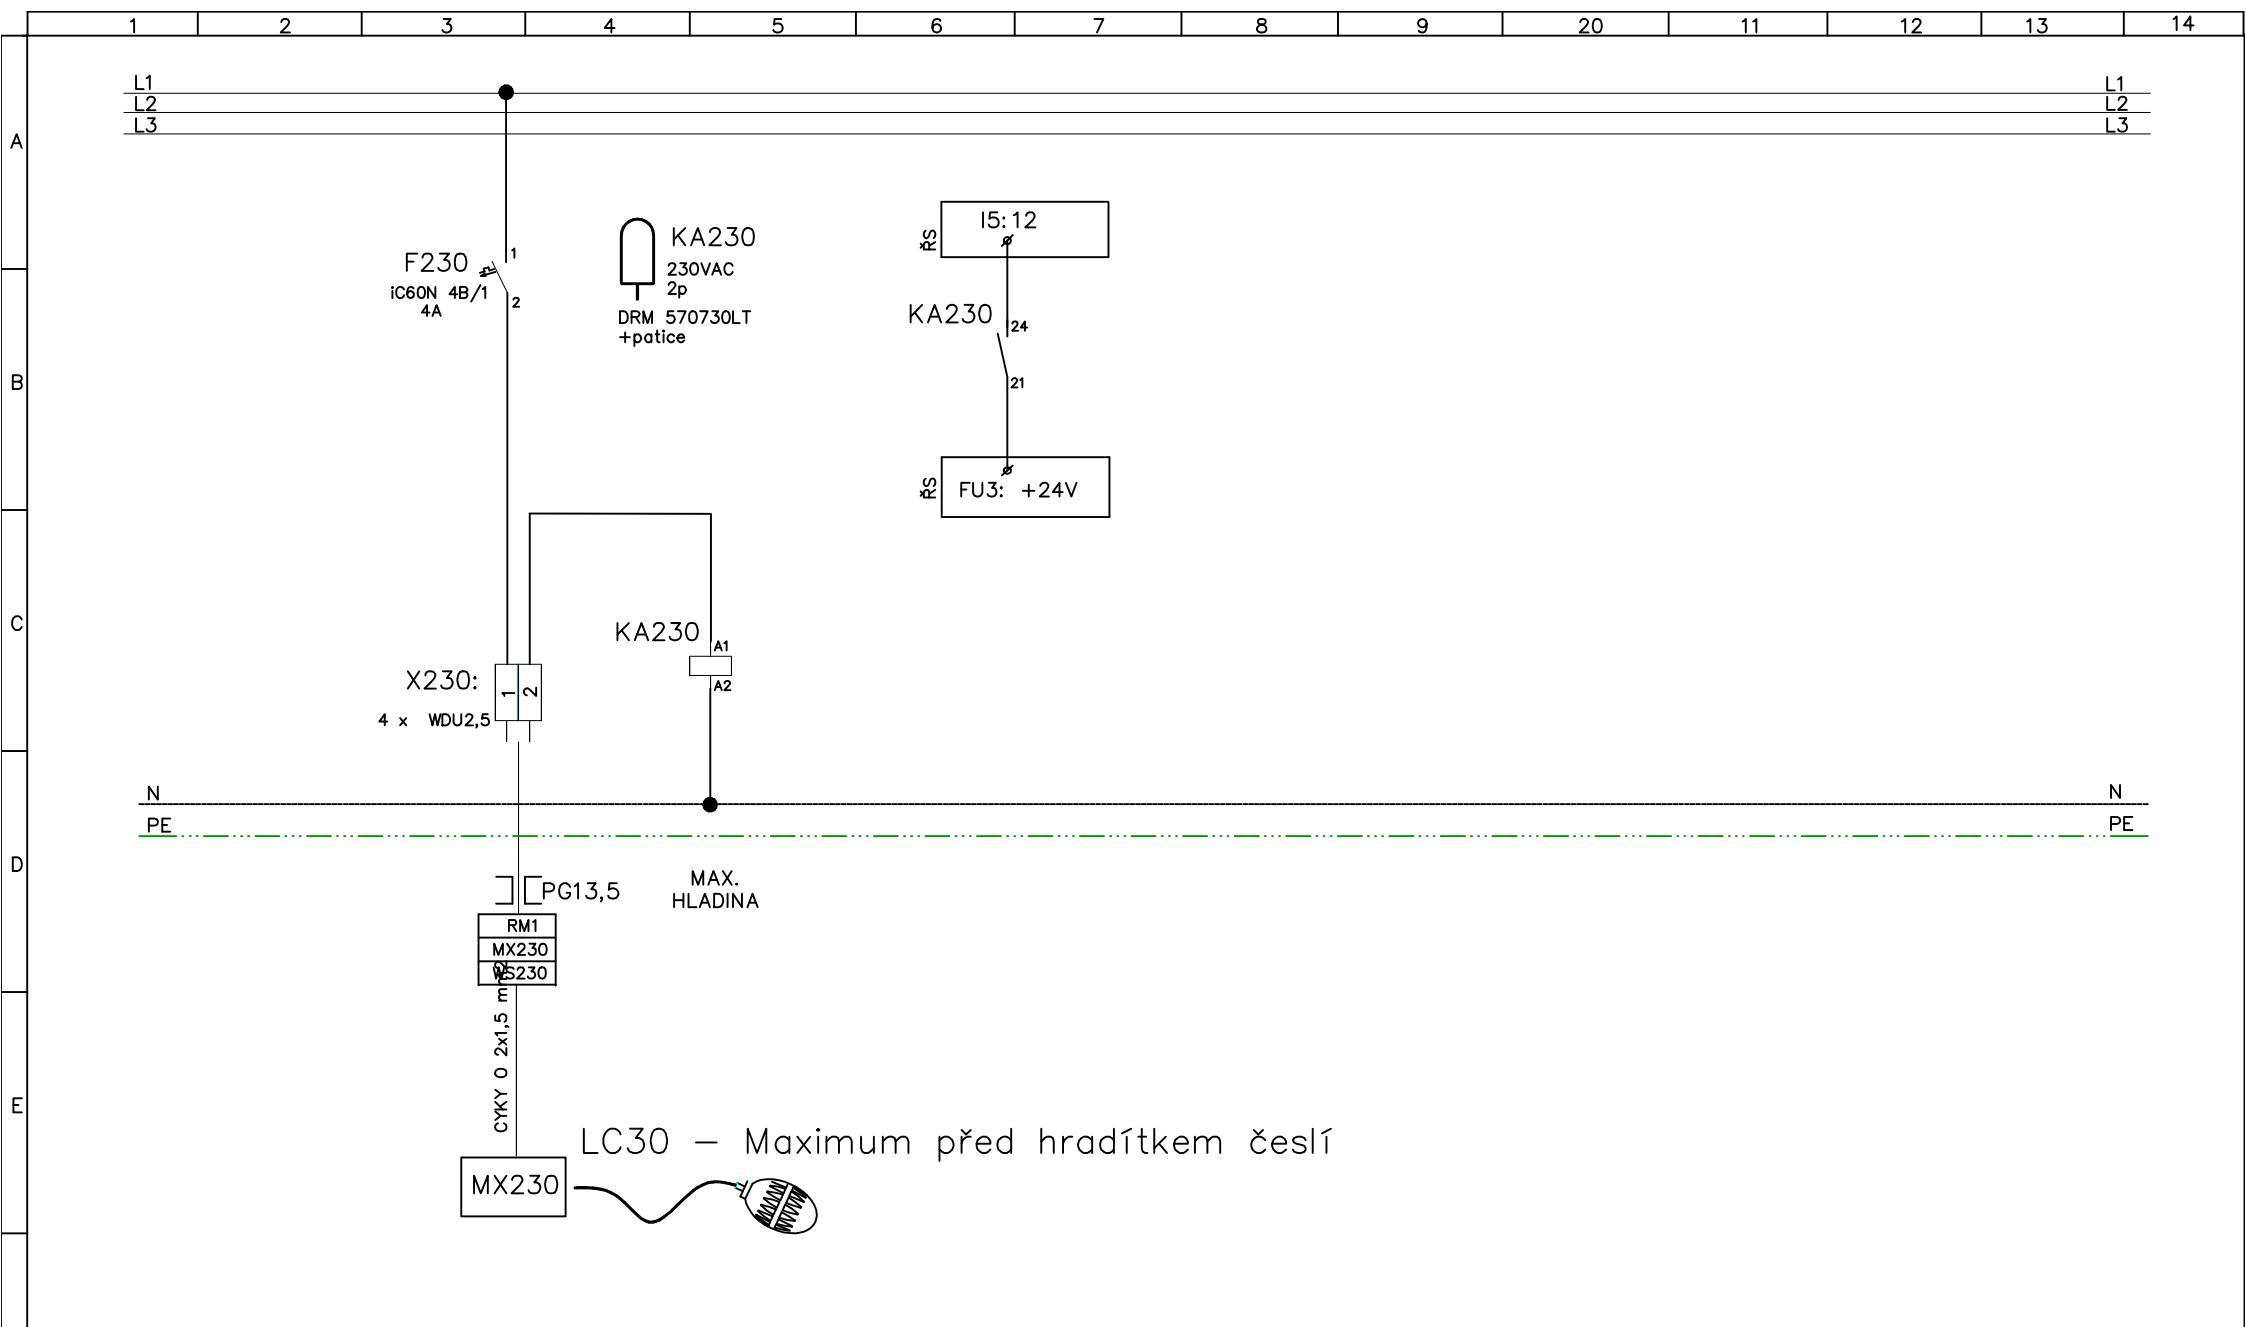 1 2 3 4 5 6 7 8 9 20 11 12 13 14
L1 L1
L2 L2
L3 L3
A
I5:12
ŘS
KA230
F230
1
230VAC
2p
iC60N 4B/1
4A
2
DRM 570730LT
+patice
KA230
24
B
21
ŘS
FU3: +24V
C
KA230
A1
X230:
1
2
A2
4 x WDU2,5
N N
PE PE
D
MAX.
HLADINA
PG13,5
RM1
MX230
WS230
CYKY O 2x1,5 mm2
E
LC30 – Maximum před hradítkem česlí
MX230